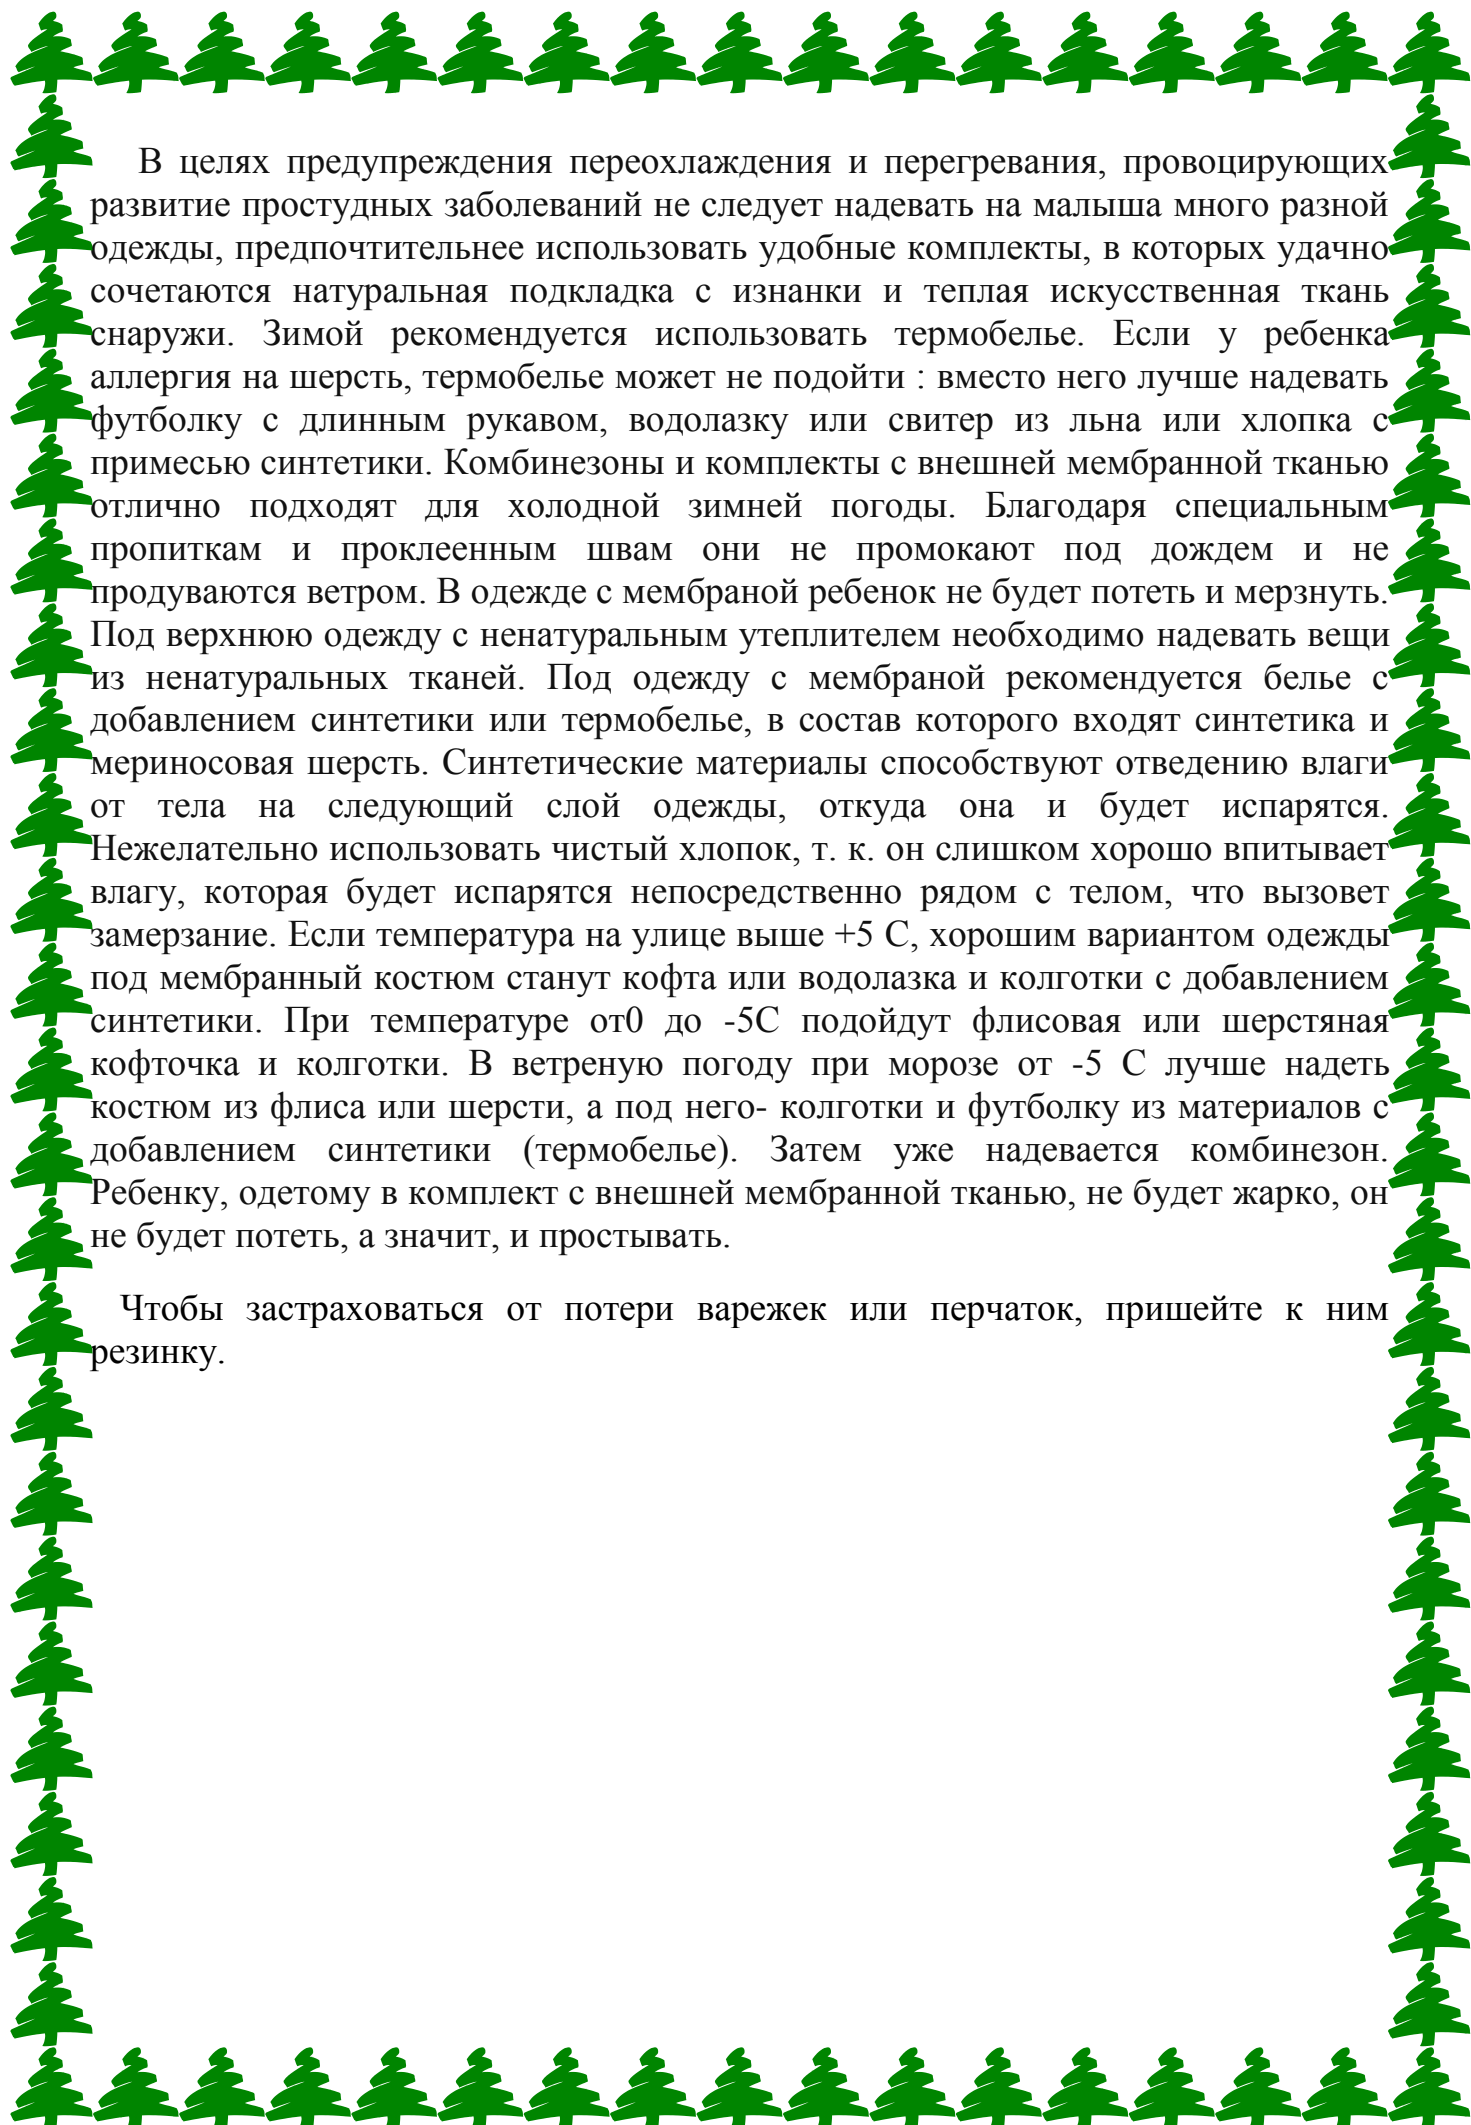 В целях предупреждения переохлаждения и перегревания, провоцирующих
развитие простудных заболеваний не следует надевать на малыша много разной
одежды, предпочтительнее использовать удобные комплекты, в которых удачно
сочетаются натуральная подкладка с изнанки и теплая искусственная ткань
снаружи. Зимой рекомендуется использовать термобелье. Если у ребенка
аллергия на шерсть, термобелье может не подойти : вместо него лучше надевать
футболку с длинным рукавом, водолазку или свитер из льна или хлопка с
примесью синтетики. Комбинезоны и комплекты с внешней мембранной тканью
отлично подходят для холодной зимней погоды. Благодаря специальным
пропиткам и проклеенным швам они не промокают под дождем и не
продуваются ветром. В одежде с мембраной ребенок не будет потеть и мерзнуть.
Под верхнюю одежду с ненатуральным утеплителем необходимо надевать вещи
из ненатуральных тканей. Под одежду с мембраной рекомендуется белье с
добавлением синтетики или термобелье, в состав которого входят синтетика и
мериносовая шерсть. Синтетические материалы способствуют отведению влаги
от тела на следующий слой одежды, откуда она и будет испарятся.
Нежелательно использовать чистый хлопок, т. к. он слишком хорошо впитывает
влагу, которая будет испарятся непосредственно рядом с телом, что вызовет
замерзание. Если температура на улице выше +5 С, хорошим вариантом одежды
под мембранный костюм станут кофта или водолазка и колготки с добавлением
синтетики. При температуре от0 до -5С подойдут флисовая или шерстяная
кофточка и колготки. В ветреную погоду при морозе от -5 С лучше надеть
костюм из флиса или шерсти, а под него- колготки и футболку из материалов с
добавлением синтетики (термобелье). Затем уже надевается комбинезон.
Ребенку, одетому в комплект с внешней мембранной тканью, не будет жарко, он
не будет потеть, а значит, и простывать.
Чтобы застраховаться от потери варежек или перчаток, пришейте к ним
резинку.